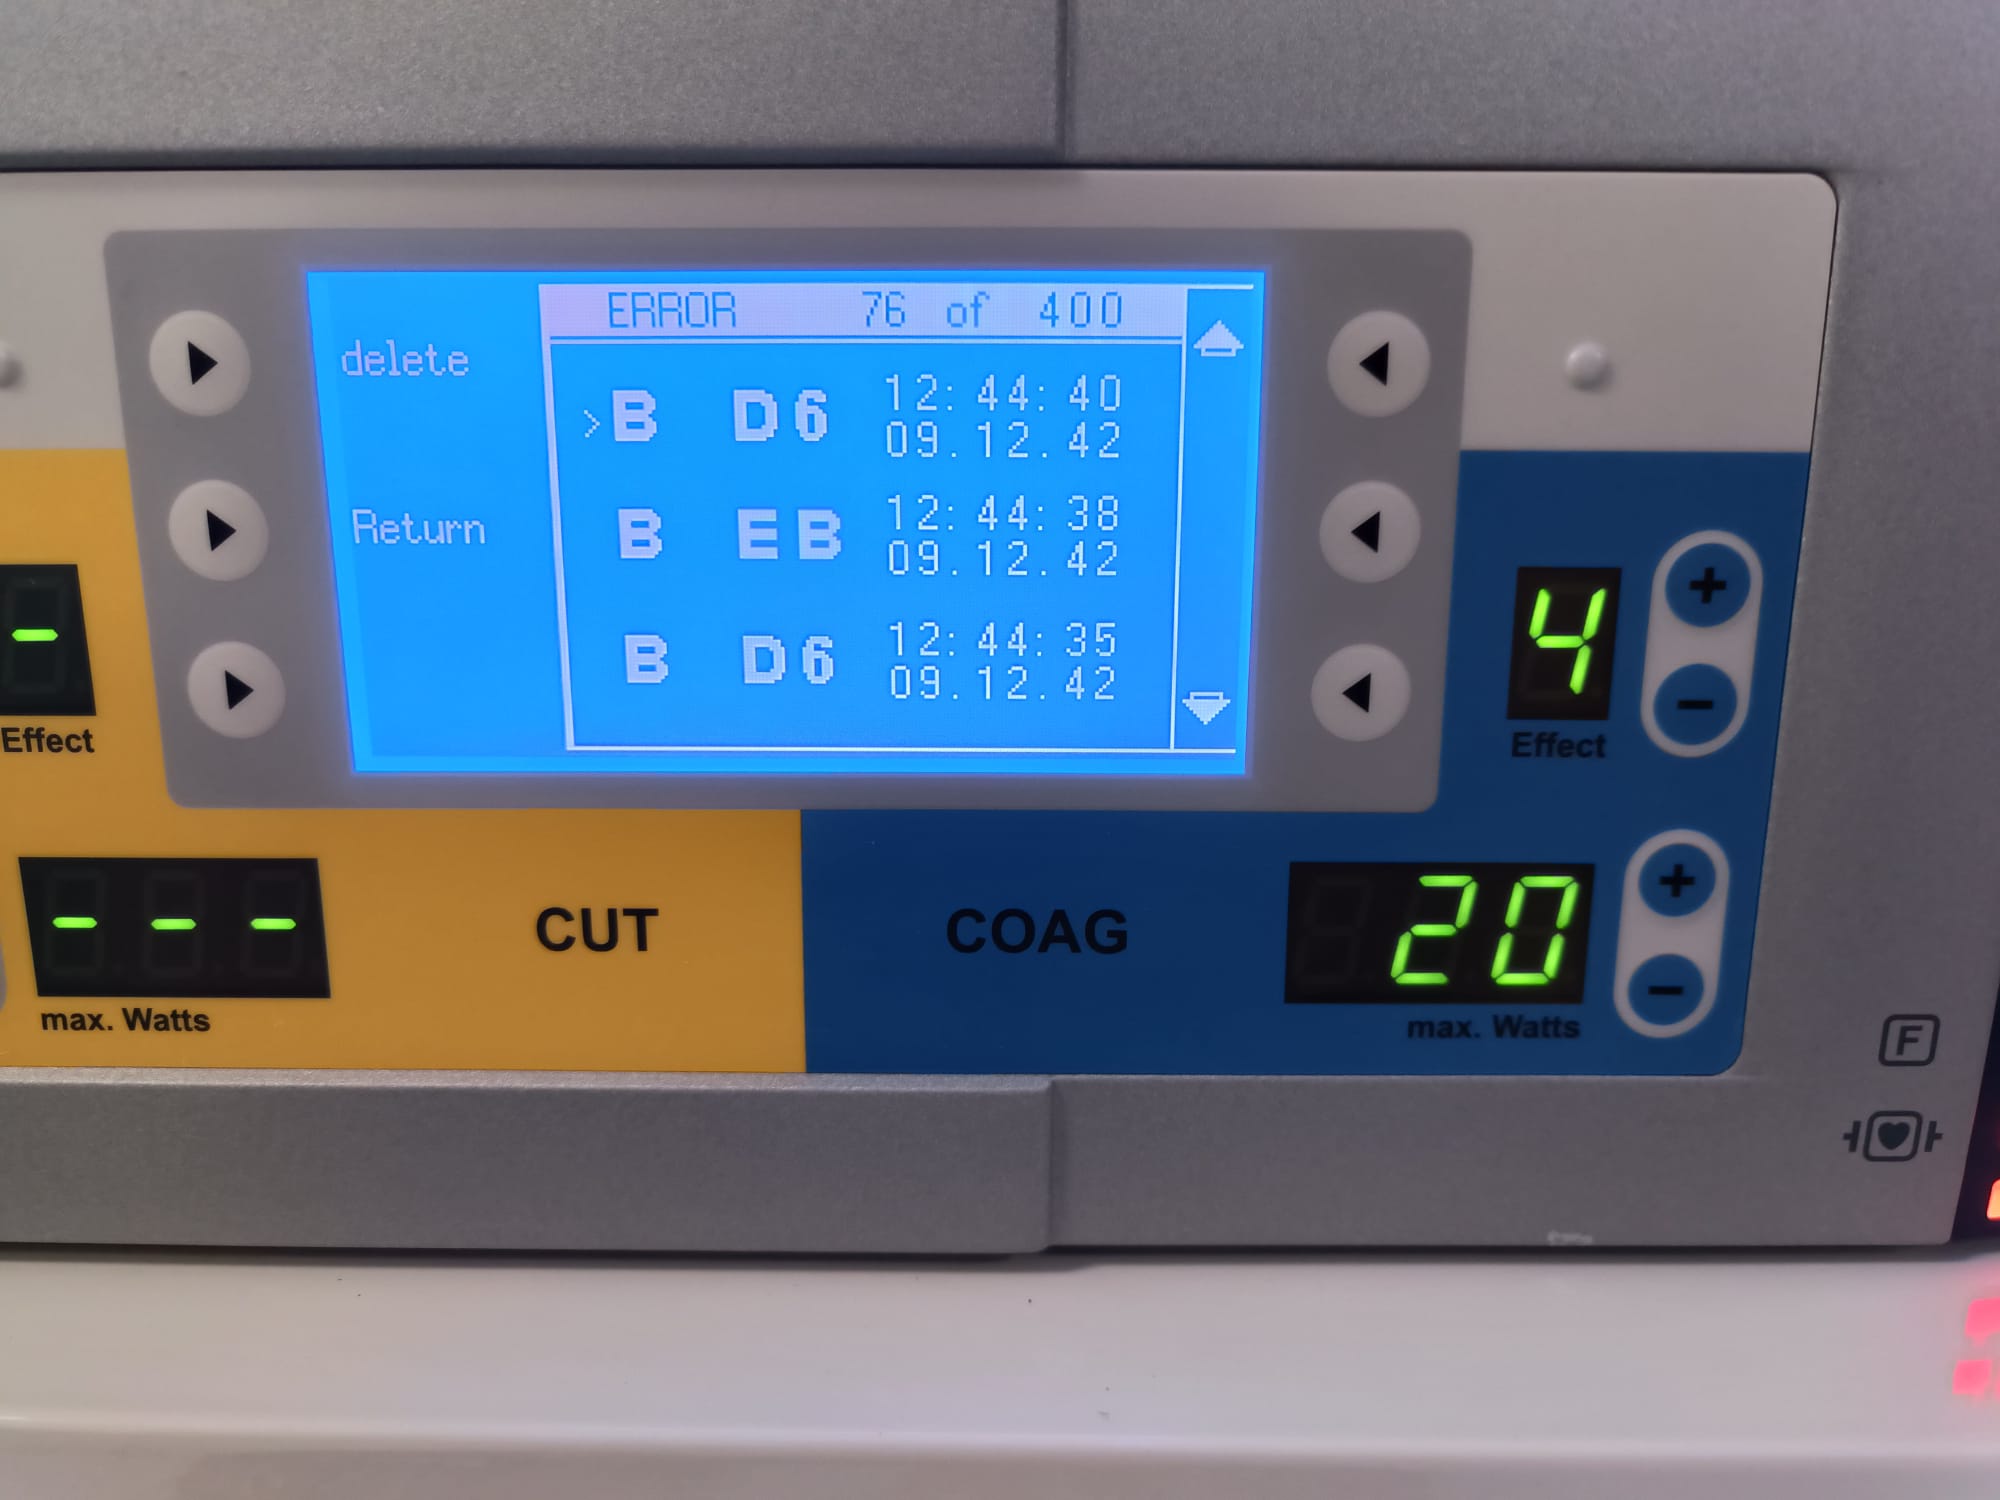 ERROR 76 of 400
delete
>B D6 12:44:40
09.12.42
Return
B EB 12:44:38
09.12.42
B D6 12:44:35
09.12.42
-
Effect
4
+
-
Effect
---
max. Watts
CUT
COAG
20
+
-
max. Watts
F